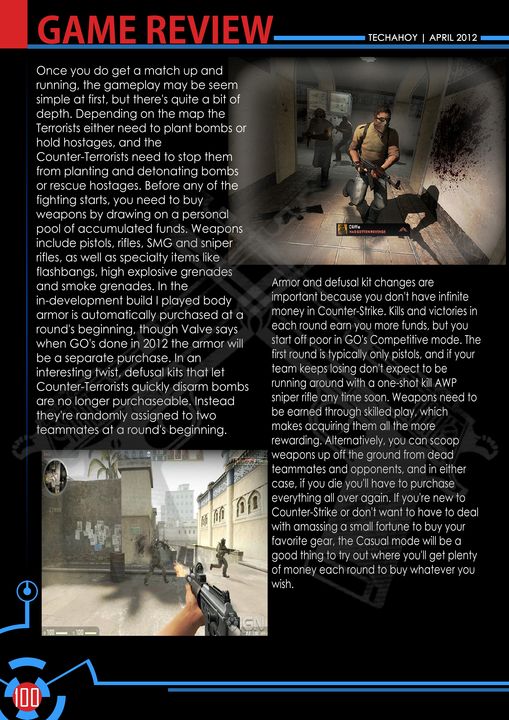 GAME REVIEW
TECHAHOY | APRIL 2012
Once you do get a match up and
running, the gameplay may be seem
simple at first, but there's quite a bit of
depth. Depending on the map the
Terrorists either need to plant bombs or
hold hostages, and the
Counter-Terrorists need to stop them
from planting and detonating bombs
or rescue hostages. Before any of the
fighting starts, you need to buy
weapons by drawing on a personal
pool of accumulated funds. Weapons
include pistols, rifles, SMG and sniper
rifles, as well as specialty items like
flashbangs, high explosive grenades
and smoke grenades. In the
in-development build I played body
armor is automatically purchased at a
round's beginning, though Valve says
when GO's done in 2012 the armor will
be a separate purchase. In an
interesting twist, defusal kits that let
Counter-Terrorists quickly disarm bombs
are no longer purchaseable. Instead
they're randomly assigned to two
teammates at a round's beginning.
Cliffe
HAS GOTTEN REVENGE
Armor and defusal kit changes are
important because you don't have infinite
money in Counter-Strike. Kills and victories in
each round earn you more funds, but you
start off poor in GO's Competitive mode. The
first round is typically only pistols, and if your
team keeps losing don't expect to be
running around with a one-shot kill AWP
sniper rifle any time soon. Weapons need to
be earned through skilled play, which
makes acquiring them all the more
rewarding. Alternatively, you can scoop
weapons up off the ground from dead
teammates and opponents, and in either
case, if you die you'll have to purchase
everything all over again. If you're new to
Counter-Strike or don't want to have to deal
with amassing a small fortune to buy your
favorite gear, the Casual mode will be a
good thing to try out where you'll get plenty
of money each round to buy whatever you
wish.
100
100
IGN
100